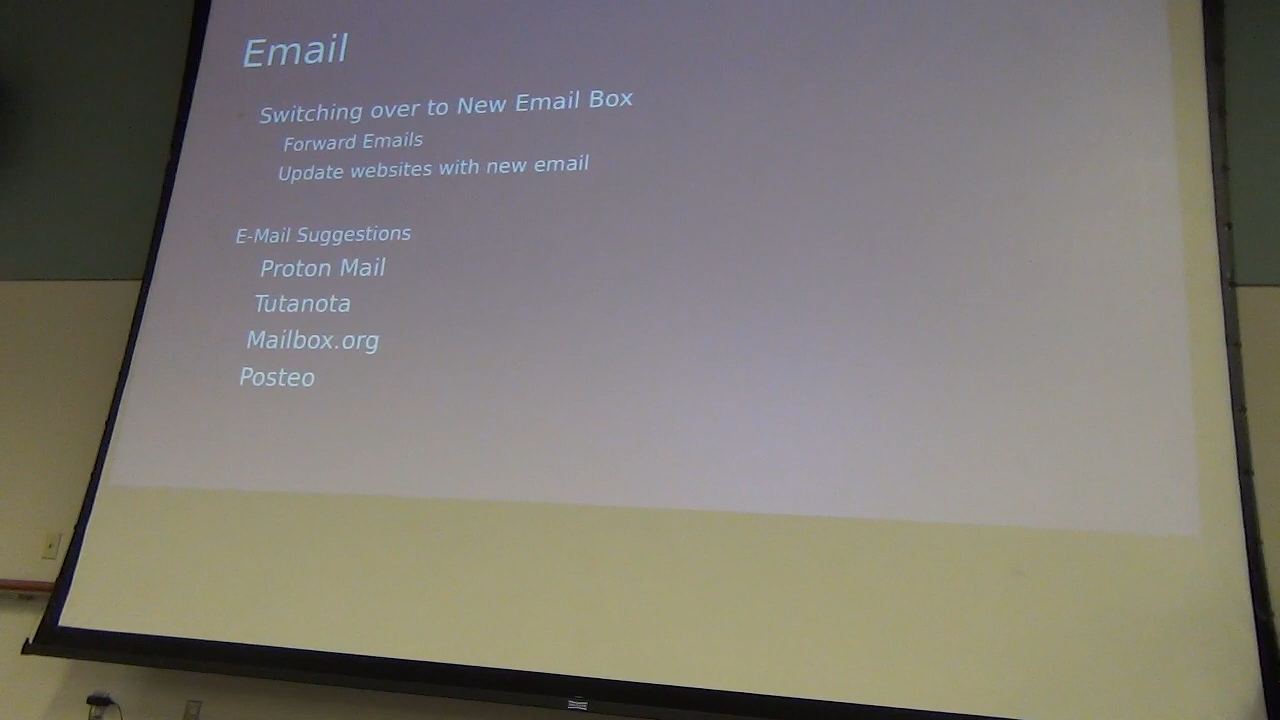 Email
Switching over to New Email Box
Forward Emails
Update websites with new email
E-Mail Suggestions
Proton Mail
Tutanota
Mailbox.org
Posteo